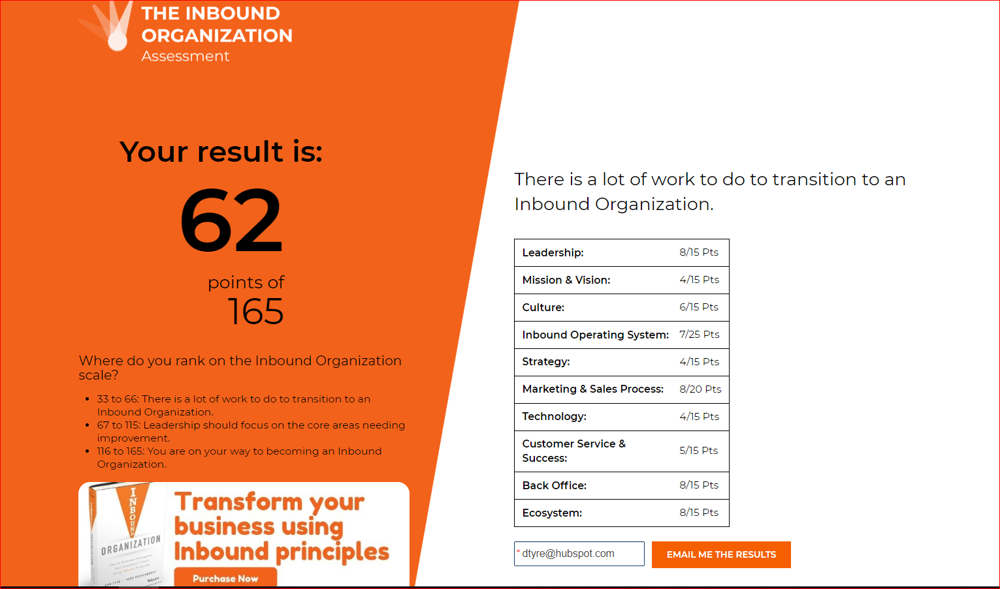 THE INBOUND
ORGANIZATION
Assessment
Your result is:
62
points of
165
Where do you rank on the Inbound Organization
scale?
• 33 to 66: There is a lot of work to do to transition to an
Inbound Organization.
• 67 to 115: Leadership should focus on the core areas needing
improvement.
• 116 to 165: You are on your way to becoming an Inbound
Organization.
INBOUND
ORGANIZATION
WILEY
Transform your
business using
Inbound principles
Purchase Now
There is a lot of work to do to transition to an
Inbound Organization.
Leadership: 8/15 Pts
Mission & Vision: 4/15 Pts
Culture: 6/15 Pts
Inbound Operating System: 7/25 Pts
Strategy: 4/15 Pts
Marketing & Sales Process: 8/20 Pts
Technology: 4/15 Pts
Customer Service &
Success: 5/15 Pts
Back Office: 8/15 Pts
Ecosystem: 8/15 Pts
* dtyre@hubspot.com
EMAIL ME THE RESULTS